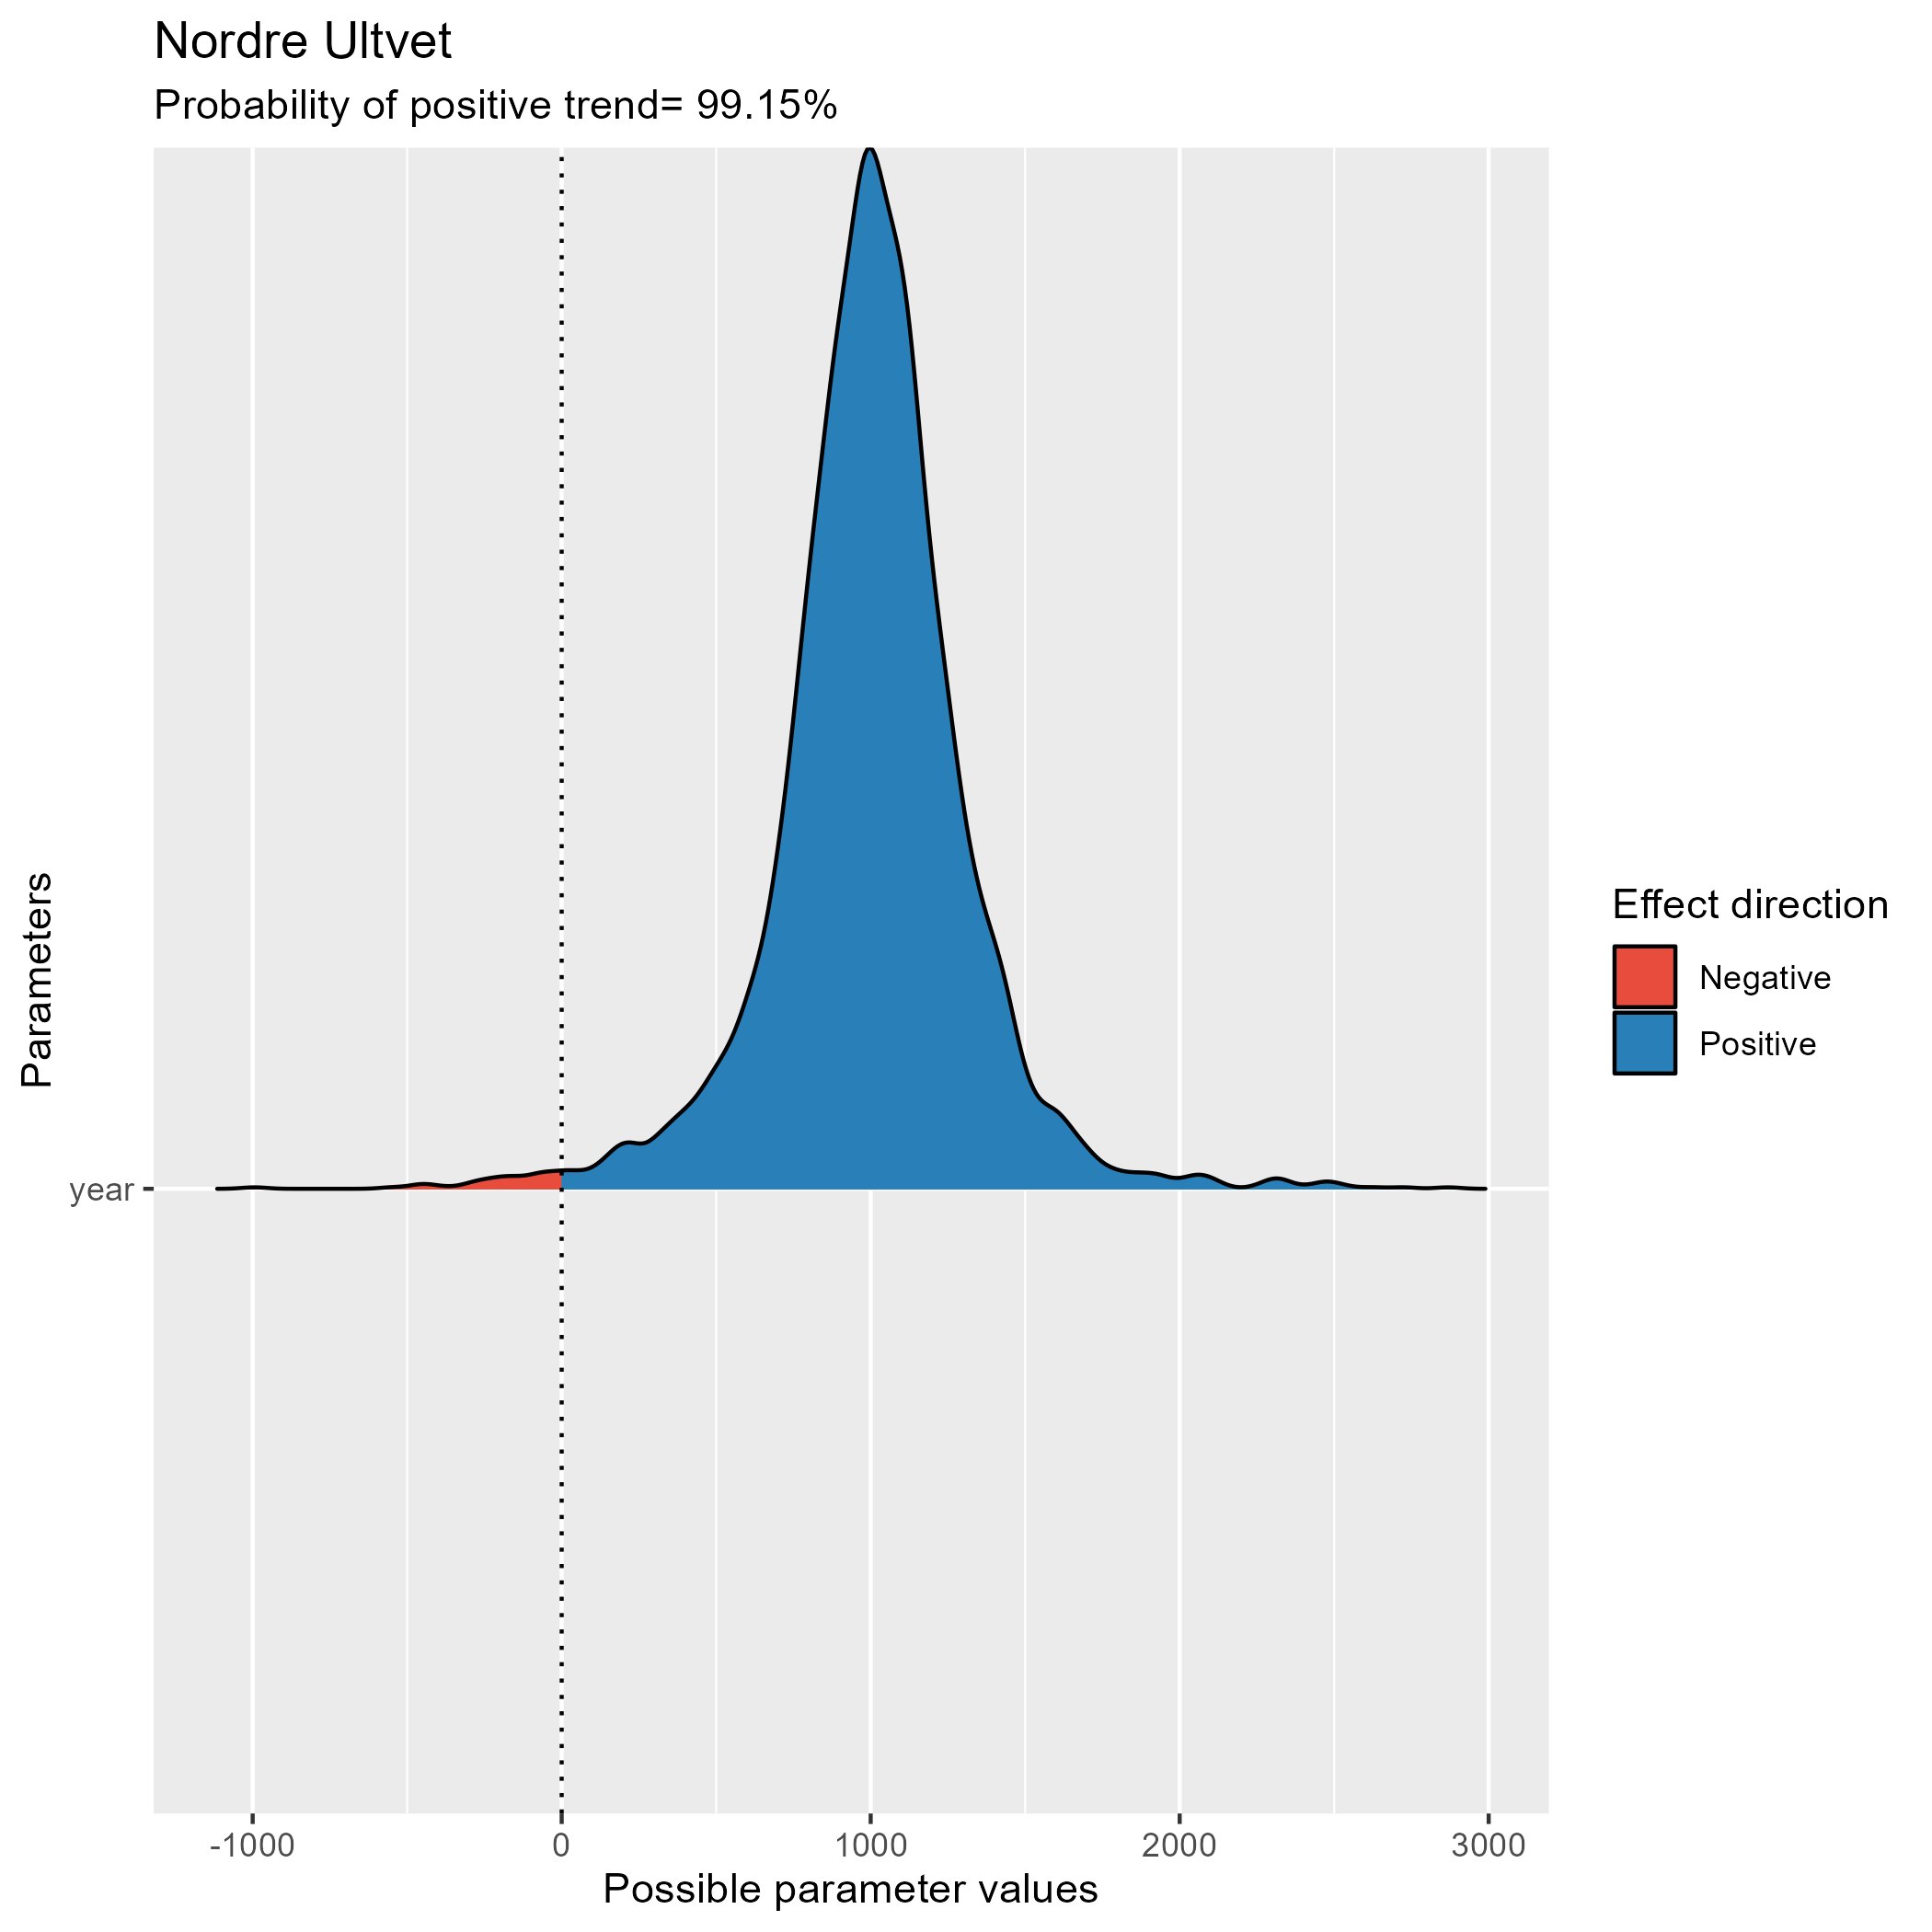 Nordre Ultvet
Probability of positive trend= 99.15%
Parameters
year
Effect direction
Negative
Positive
-1000 0 1000 2000 3000
Possible parameter values